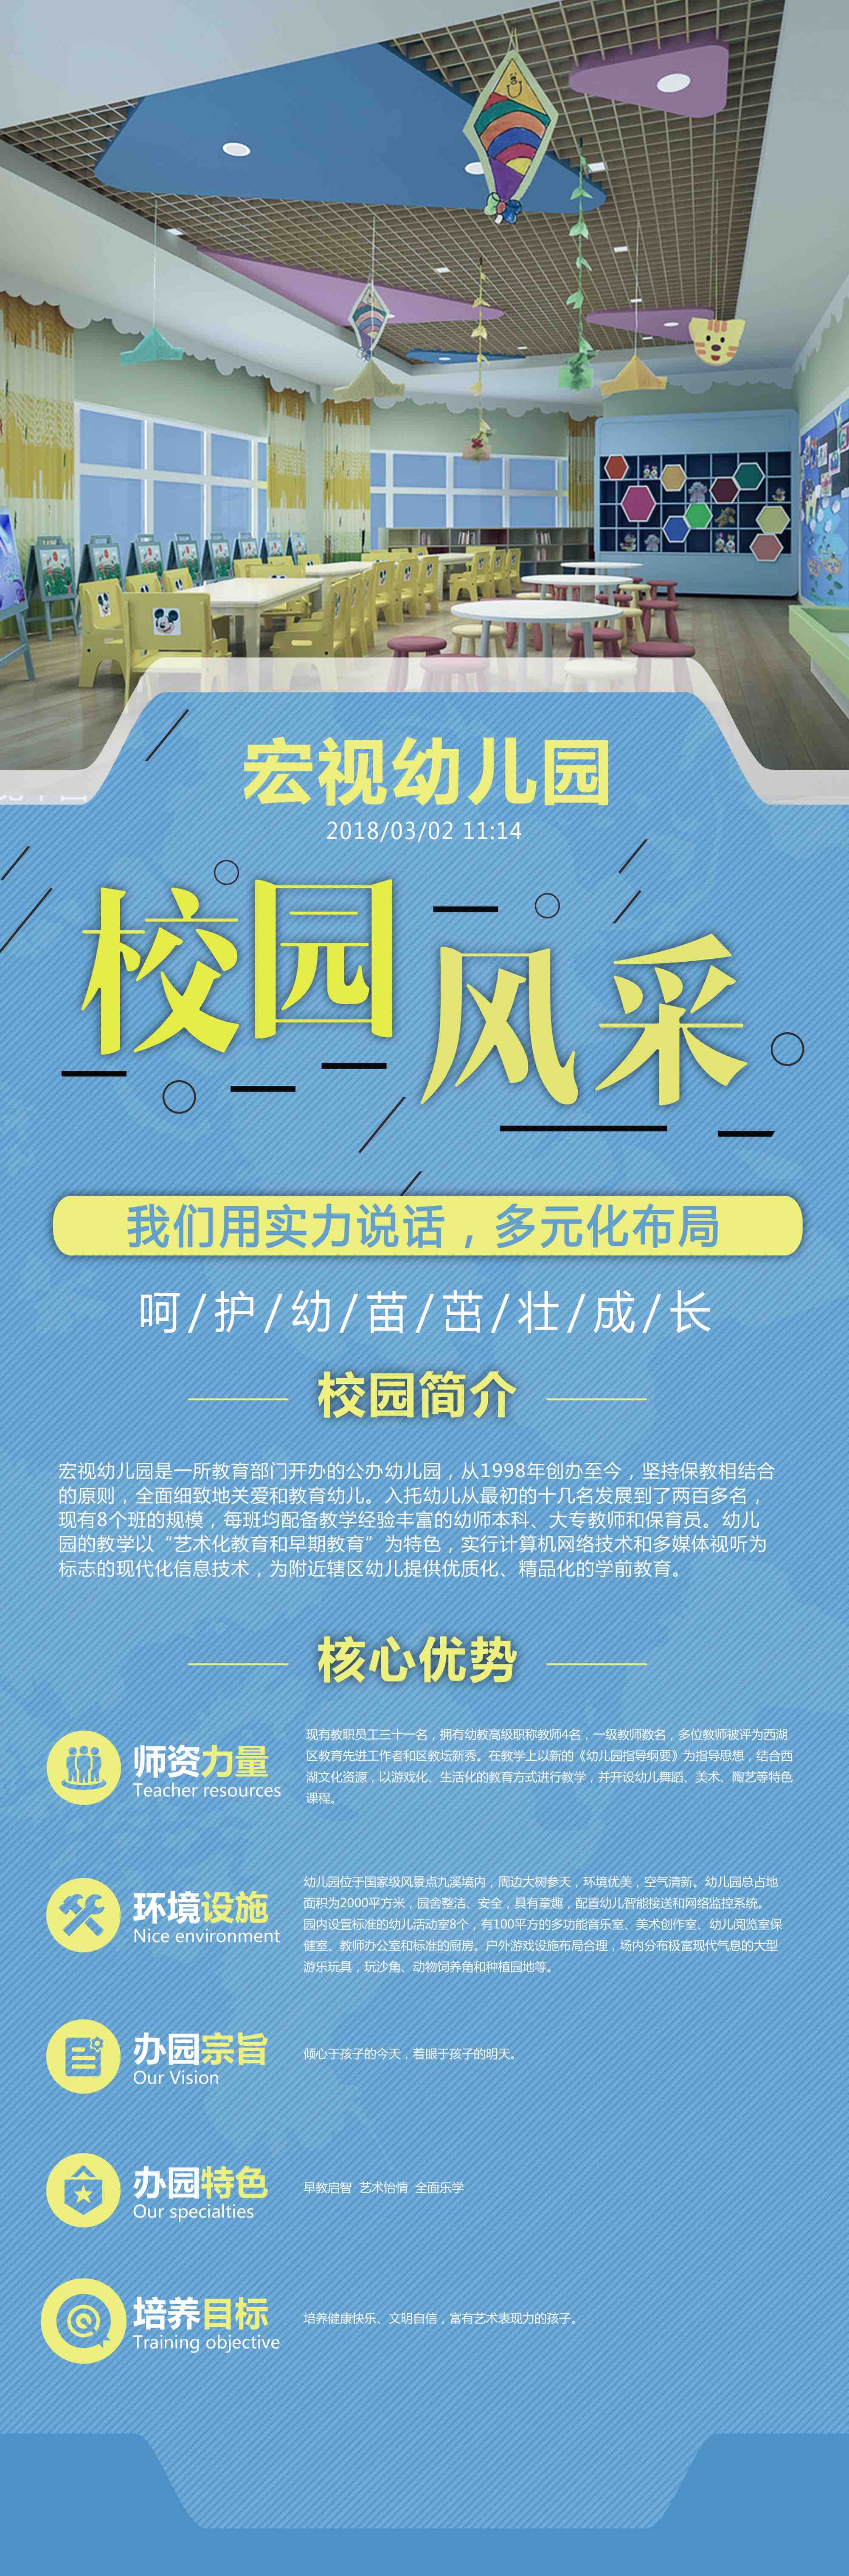 宏视幼儿园
2018/03/02 11:14
校园
风采
我们用实力说话，多元化布局
呵/护/幼/苗/茁/壮/成/长
校园简介
宏视幼儿园是一所教育部门开办的公办幼儿园，从1998年创办至今，坚持保教相结合
的原则，全面细致地关爱和教育幼儿。入托幼儿从最初的十几名发展到了两百多名，
现有8个班的规模，每班均配备教学经验丰富的幼师本科、大专教师和保育员。幼儿
园的教学以“艺术化教育和早期教育”为特色，实行计算机网络技术和多媒体视听为
标志的现代化信息技术，为附近辖区幼儿提供优质化、精品化的学前教育。
核心优势
师资力量
Teacher resources
现有教职员工三十一名，拥有幼教高级职称教师4名，一级教师数名，多位教师被评为西湖
区教育先进工作者和区教坛新秀。在教学上以新的《幼儿园指导纲要》为指导思想，结合西
湖文化资源，以游戏化、生活化的教育方式进行教学，并开设幼儿舞蹈、美术、陶艺等特色
课程。
环境设施
Nice environment
幼儿园位于国家级风景点九溪境内，周边大树参天，环境优美，空气清新。幼儿园总占地
面积为2000平方米，园舍整洁、安全，具有童趣，配置幼儿智能接送和网络监控系统。
园内设置标准的幼儿活动室8个，有100平方的多功能音乐室、美术创作室、幼儿阅览室保
健室、教师办公室和标准的厨房。户外游戏设施布局合理，场内分布极富现代气息的大型
游乐玩具，玩沙角、动物饲养角和种植园地等。
办园宗旨
Our Vision
倾心于孩子的今天，着眼于孩子的明天。
办园特色
Our specialties
早教启智 艺术怡情 全面乐学
培养目标
Training objective
培养健康快乐、文明自信，富有艺术表现力的孩子。